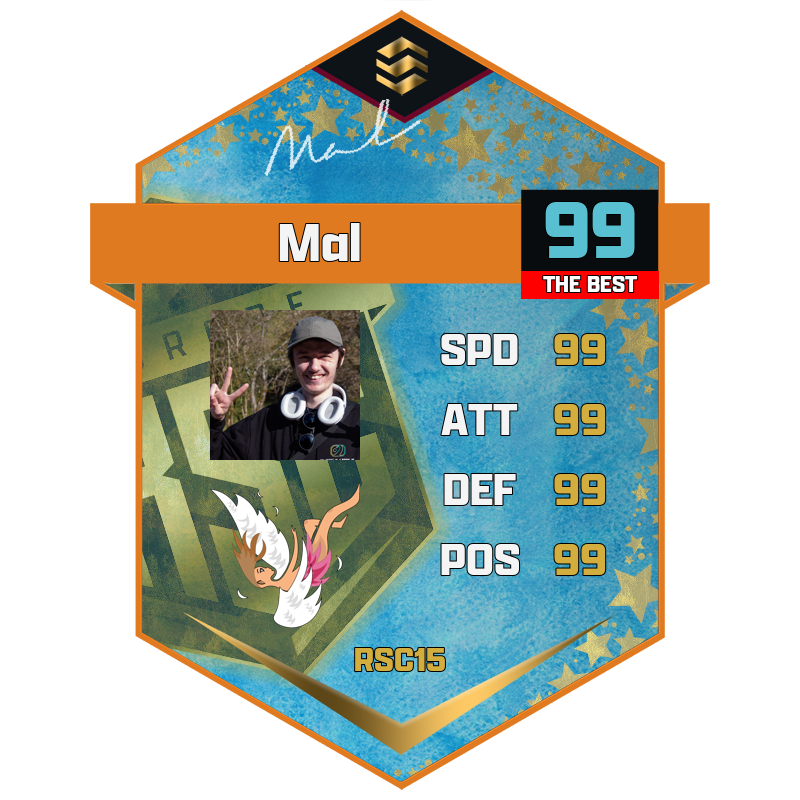 Mal
Mal
99
THE BEST
SPD 99
ATT 99
DEF 99
POS 99
RSC15